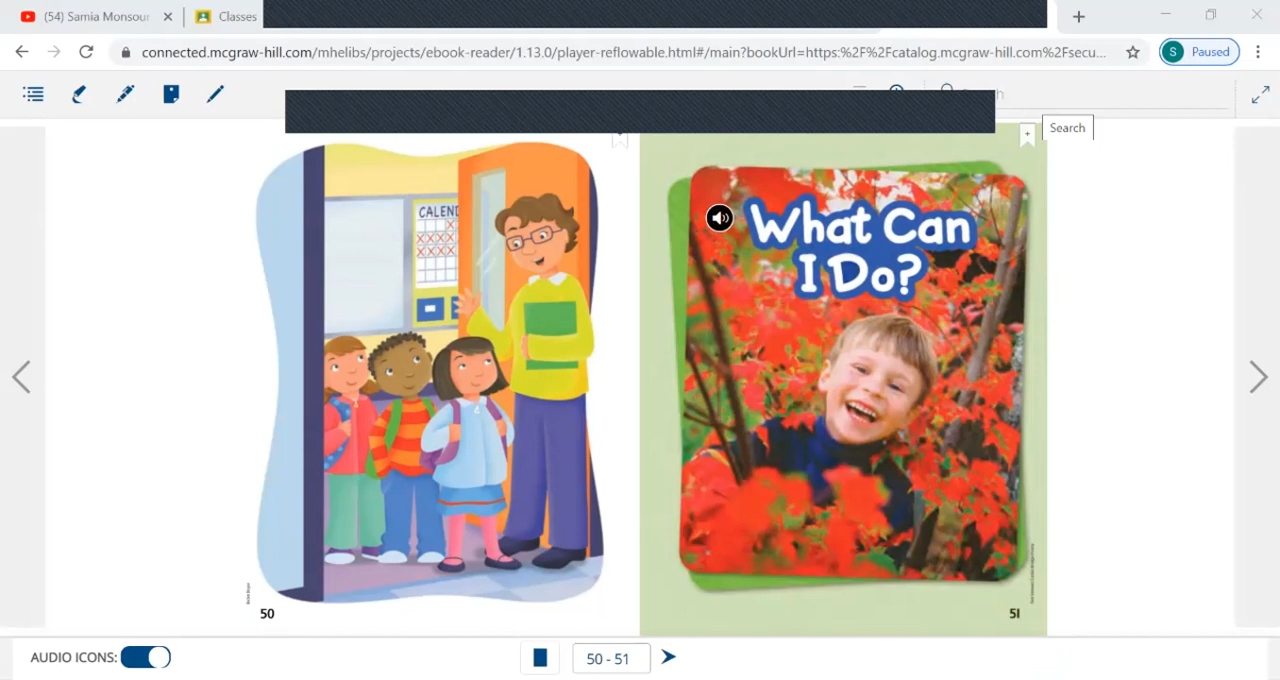 (54) Samia Monsour
Classes
connected.mcgraw-hill.com/mhelibs/projects/ebook-reader/1.13.0/player-reflowable.html#/main?bookUrl=https:%2F%2Fcatalog.mcgraw-hill.com%2Fsecu...
S Paused
Search
CALEND
What Can
I Do?
50
51
AUDIO ICONS:
50 - 51